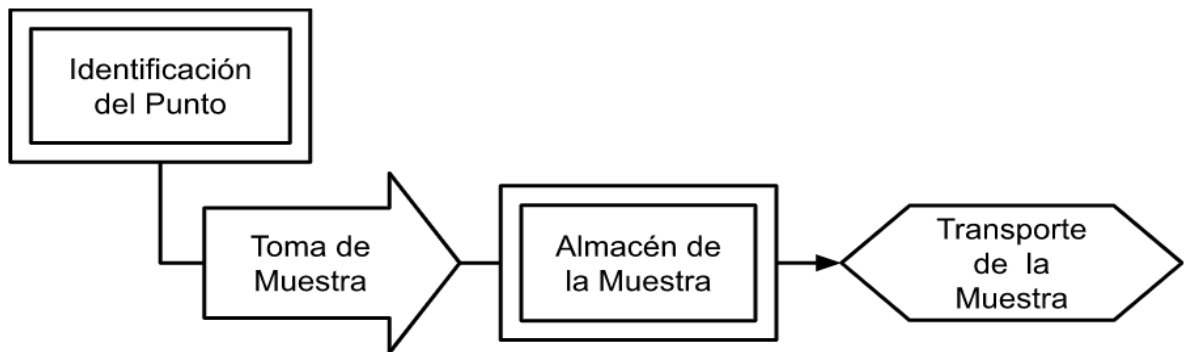 Identificación
del Punto
Toma de
Muestra
Almacén de
la Muestra
Transporte
de la
Muestra